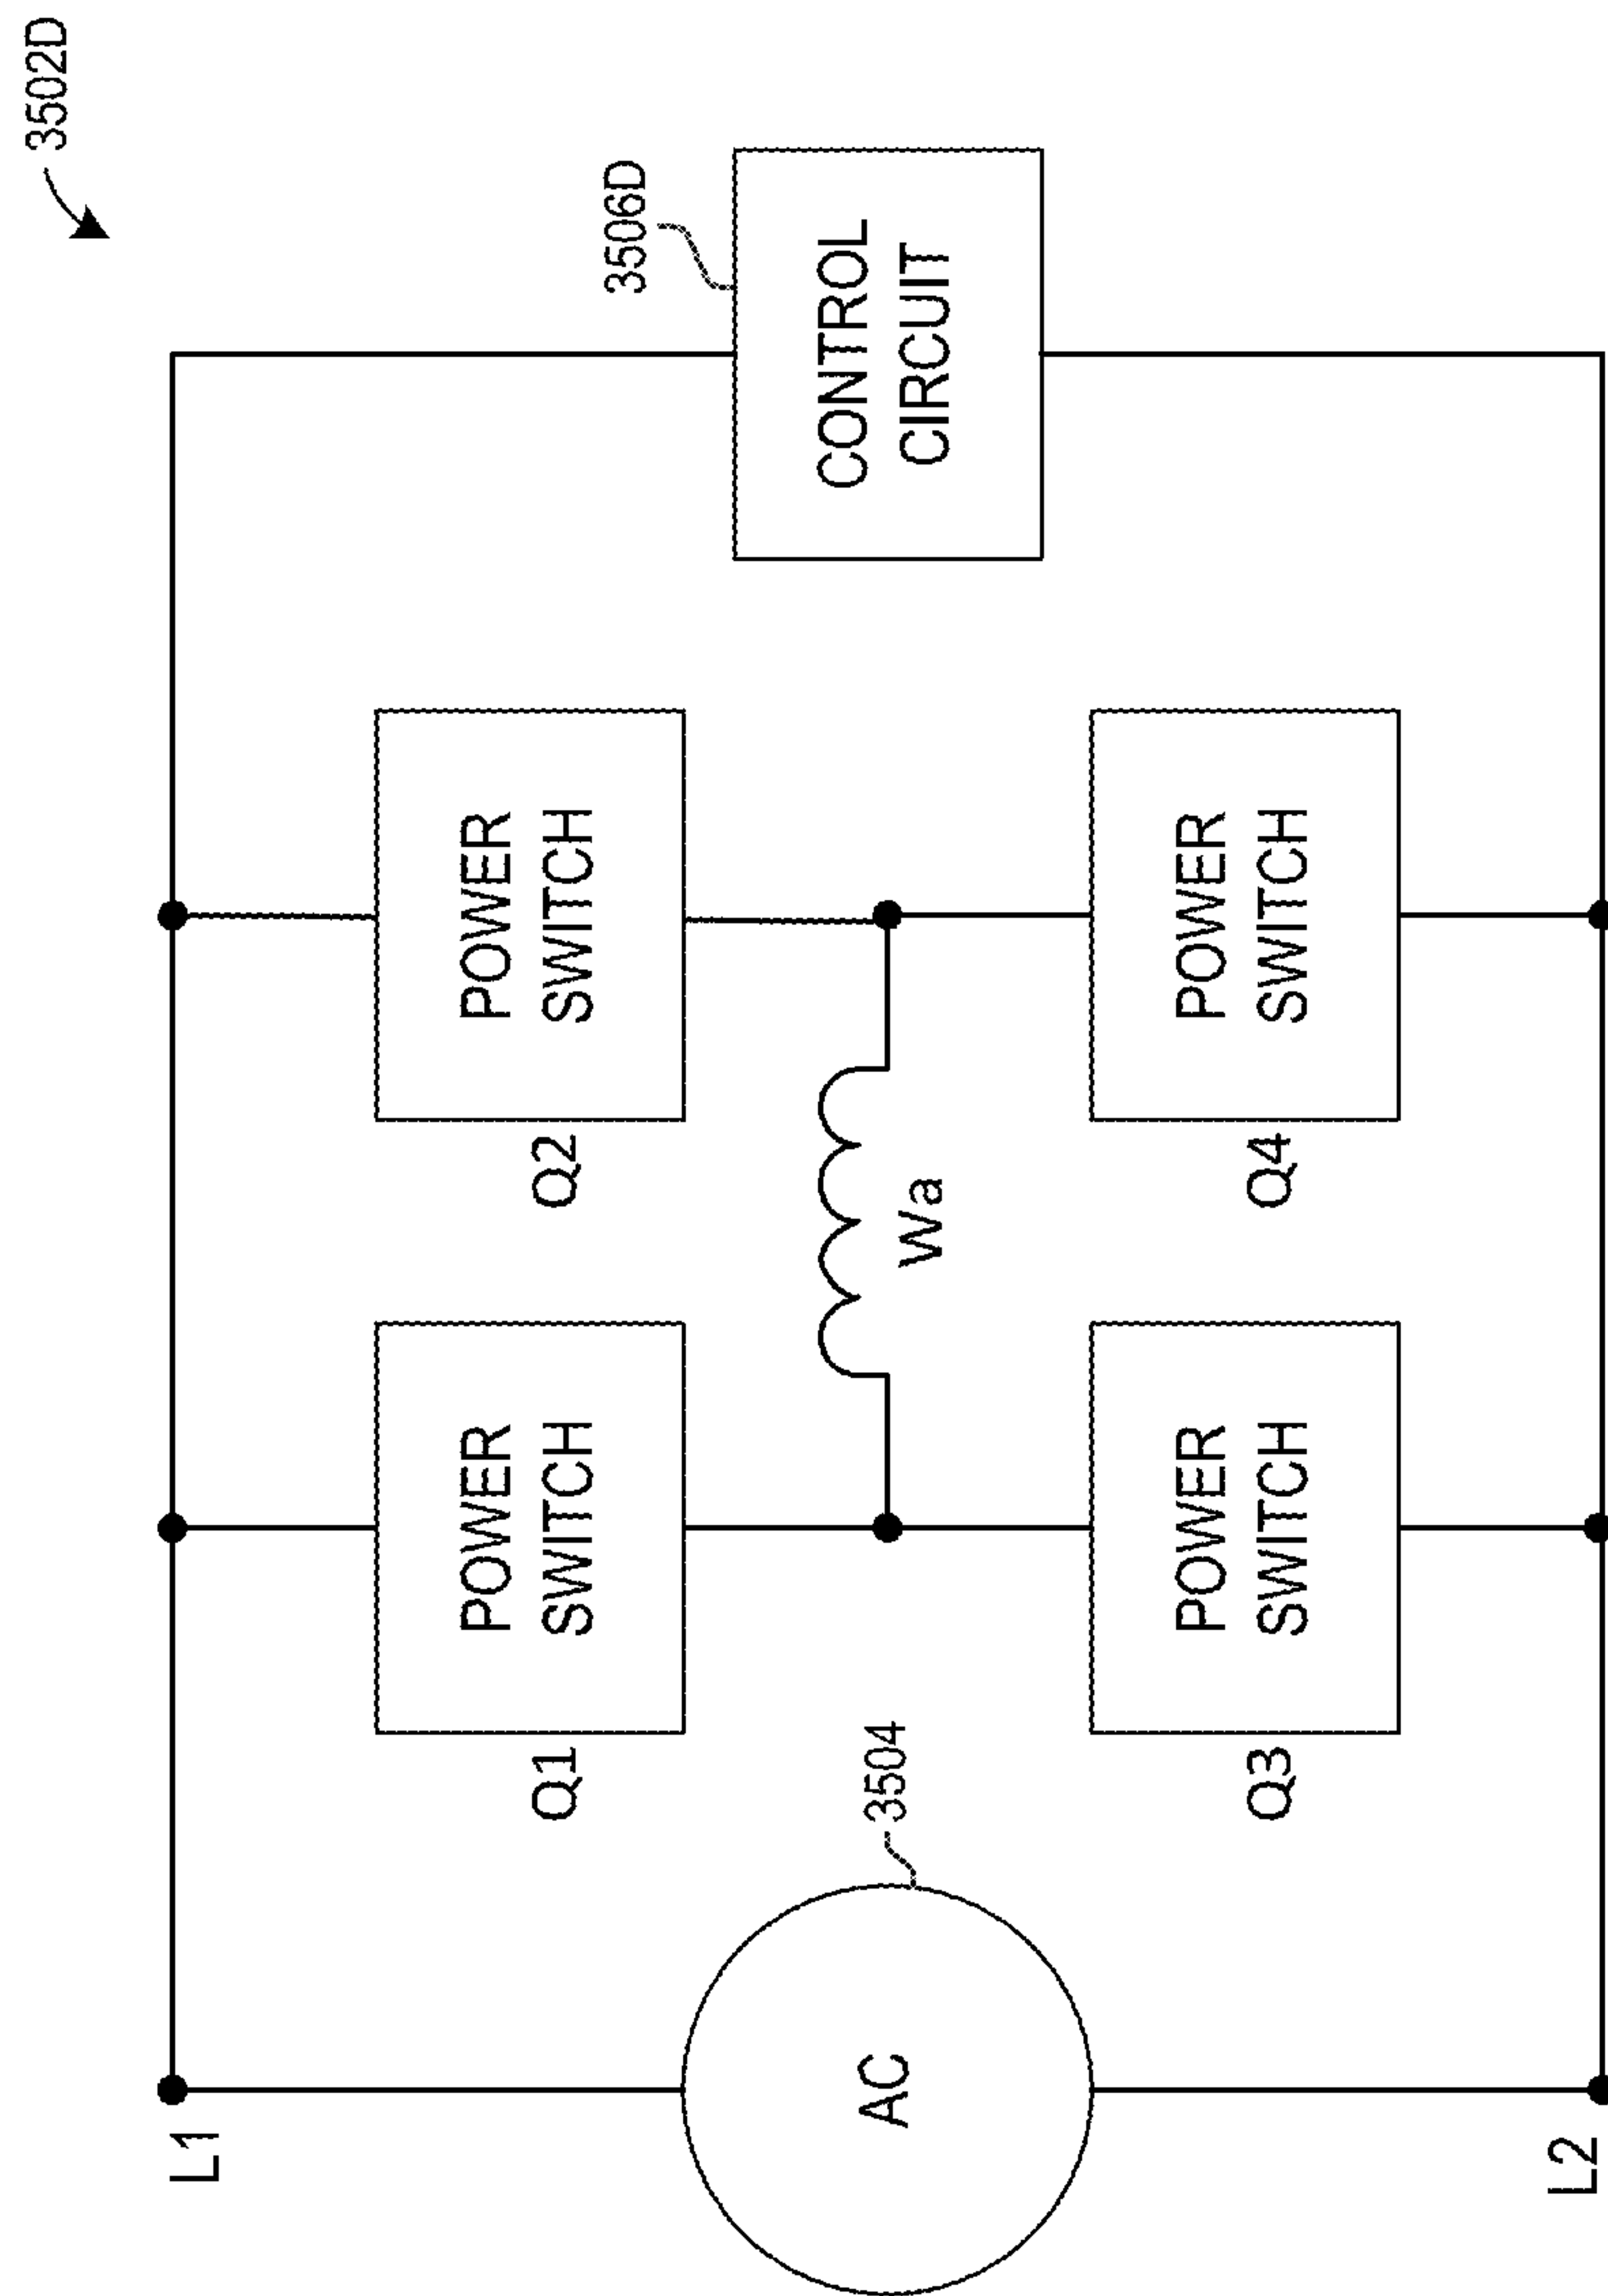 3502D
L1
Q1
POWER
SWITCH
Q2
POWER
SWITCH
3506D
AC
3504
Wa
CONTROL
CIRCUIT
Q3
POWER
SWITCH
Q4
POWER
SWITCH
L2